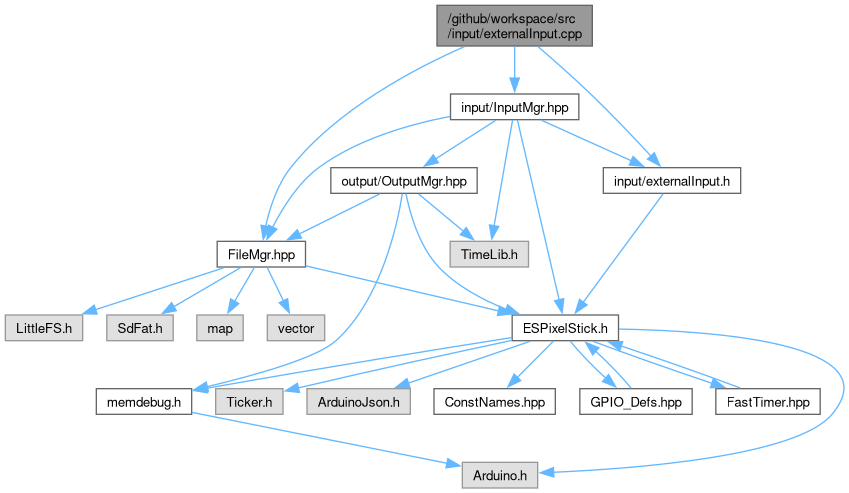 /github/workspace/src
/input/externalInput.cpp
input/InputMgr.hpp
output/OutputMgr.hpp
input/externalInput.h
FileMgr.hpp
TimeLib.h
LittleFS.h
SdFat.h
map
vector
ESPixelStick.h
memdebug.h
Ticker.h
ArduinoJson.h
ConstNames.hpp
GPIO_Defs.hpp
FastTimer.hpp
Arduino.h